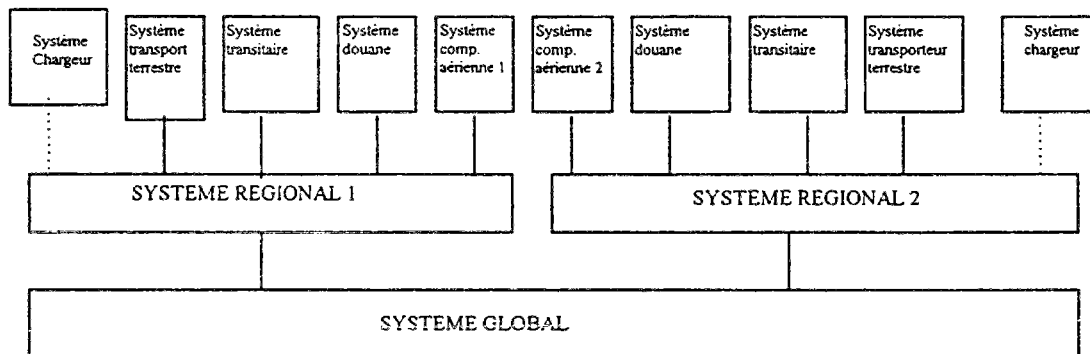 Système
Chargeur
Système
transport
terrestre
Système
transitaire
Système
douane
Système
comp.
aérienne 1
Système
comp.
aérienne 2
Système
douane
Système
transitaire
Système
transporteur
terrestre
Système
chargeur
SYSTEME REGIONAL 1
SYSTEME REGIONAL 2
SYSTEME GLOBAL